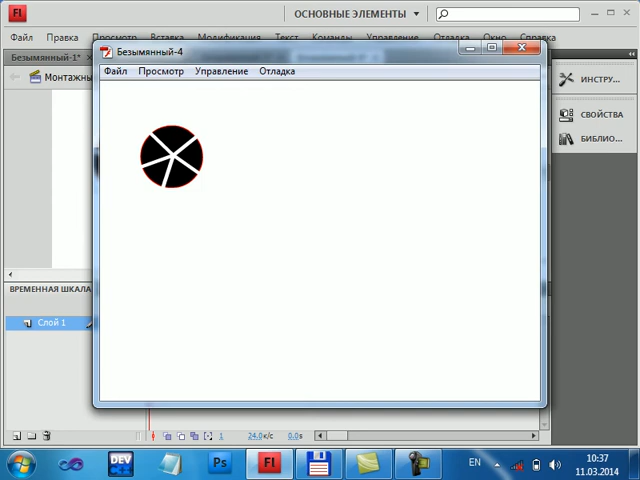 Fl ОСНОВНЫЕ ЭЛЕМЕНТЫ
Файл Правка Просмотр Вставка Модификация Текст Команды Управление Отладка Окно Справка
Безымянный-1*
Безымянный-4
Монтажны
Файл Просмотр Управление Отладка
ИНСТРУ...
СВОЙСТВА
БИБЛИО...
ВРЕМЕННАЯ ШКАЛА
Слой 1
1 24.0к/с 0.0s
DEV
Ps
Fl
EN
10:37
11.03.2014